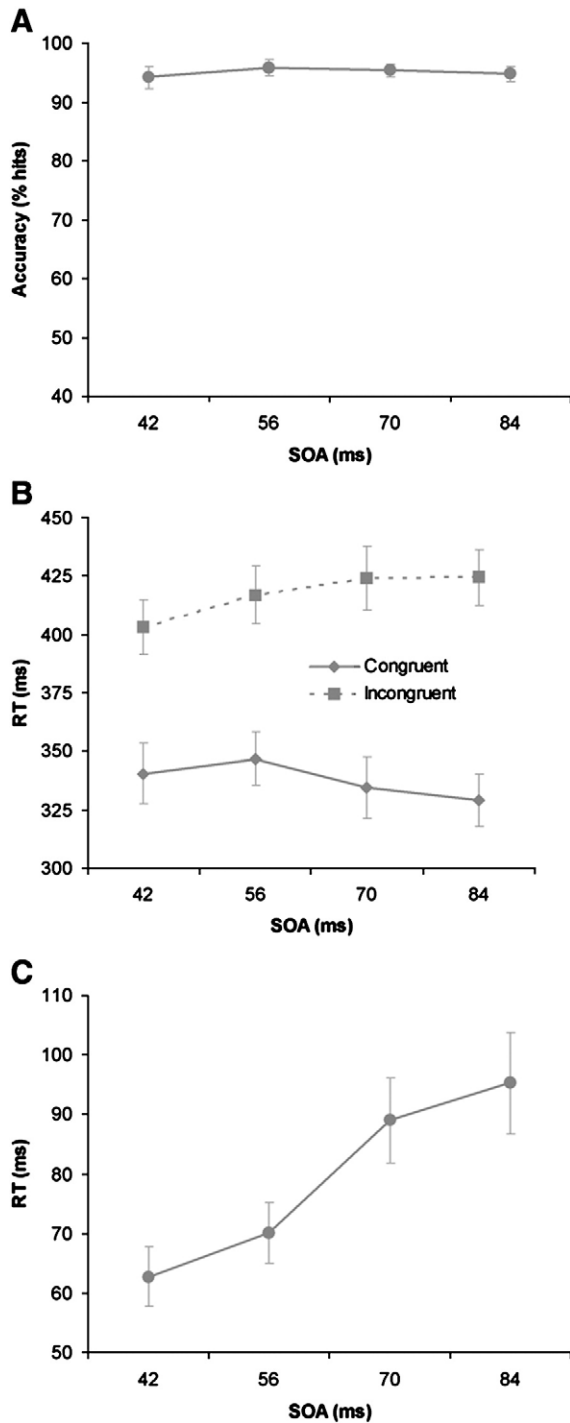 A
100
90
80
70
60
50
40
Accuracy (% hits)
42 56 70 84
SOA (ms)
B
450
425
400
375
350
325
300
RT (ms)
Congruent
Incongruent
42 56 70 84
SOA (ms)
C
110
100
90
80
70
60
50
RT (ms)
42 56 70 84
SOA (ms)